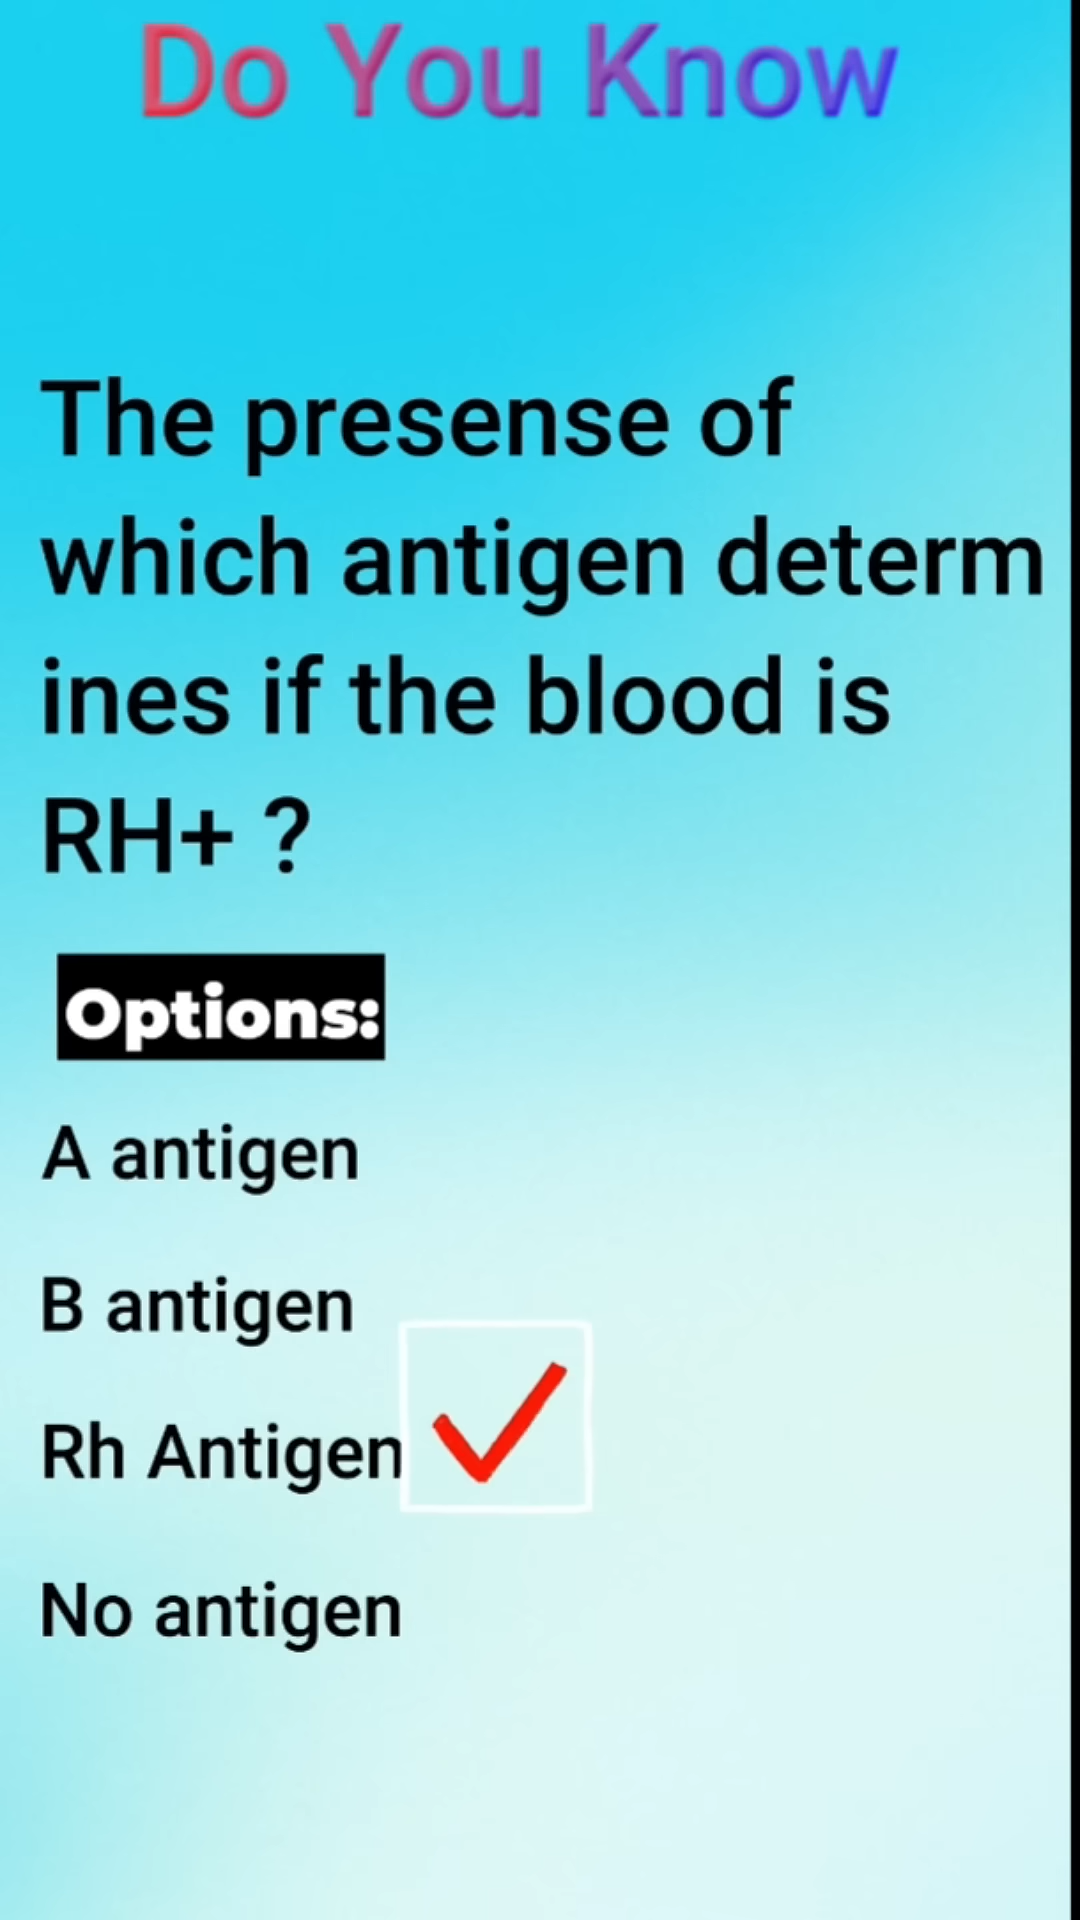 Do You Know
The presense of
which antigen determ
ines if the blood is
RH+ ?
Options:
A antigen
B antigen
Rh Antigen
No antigen